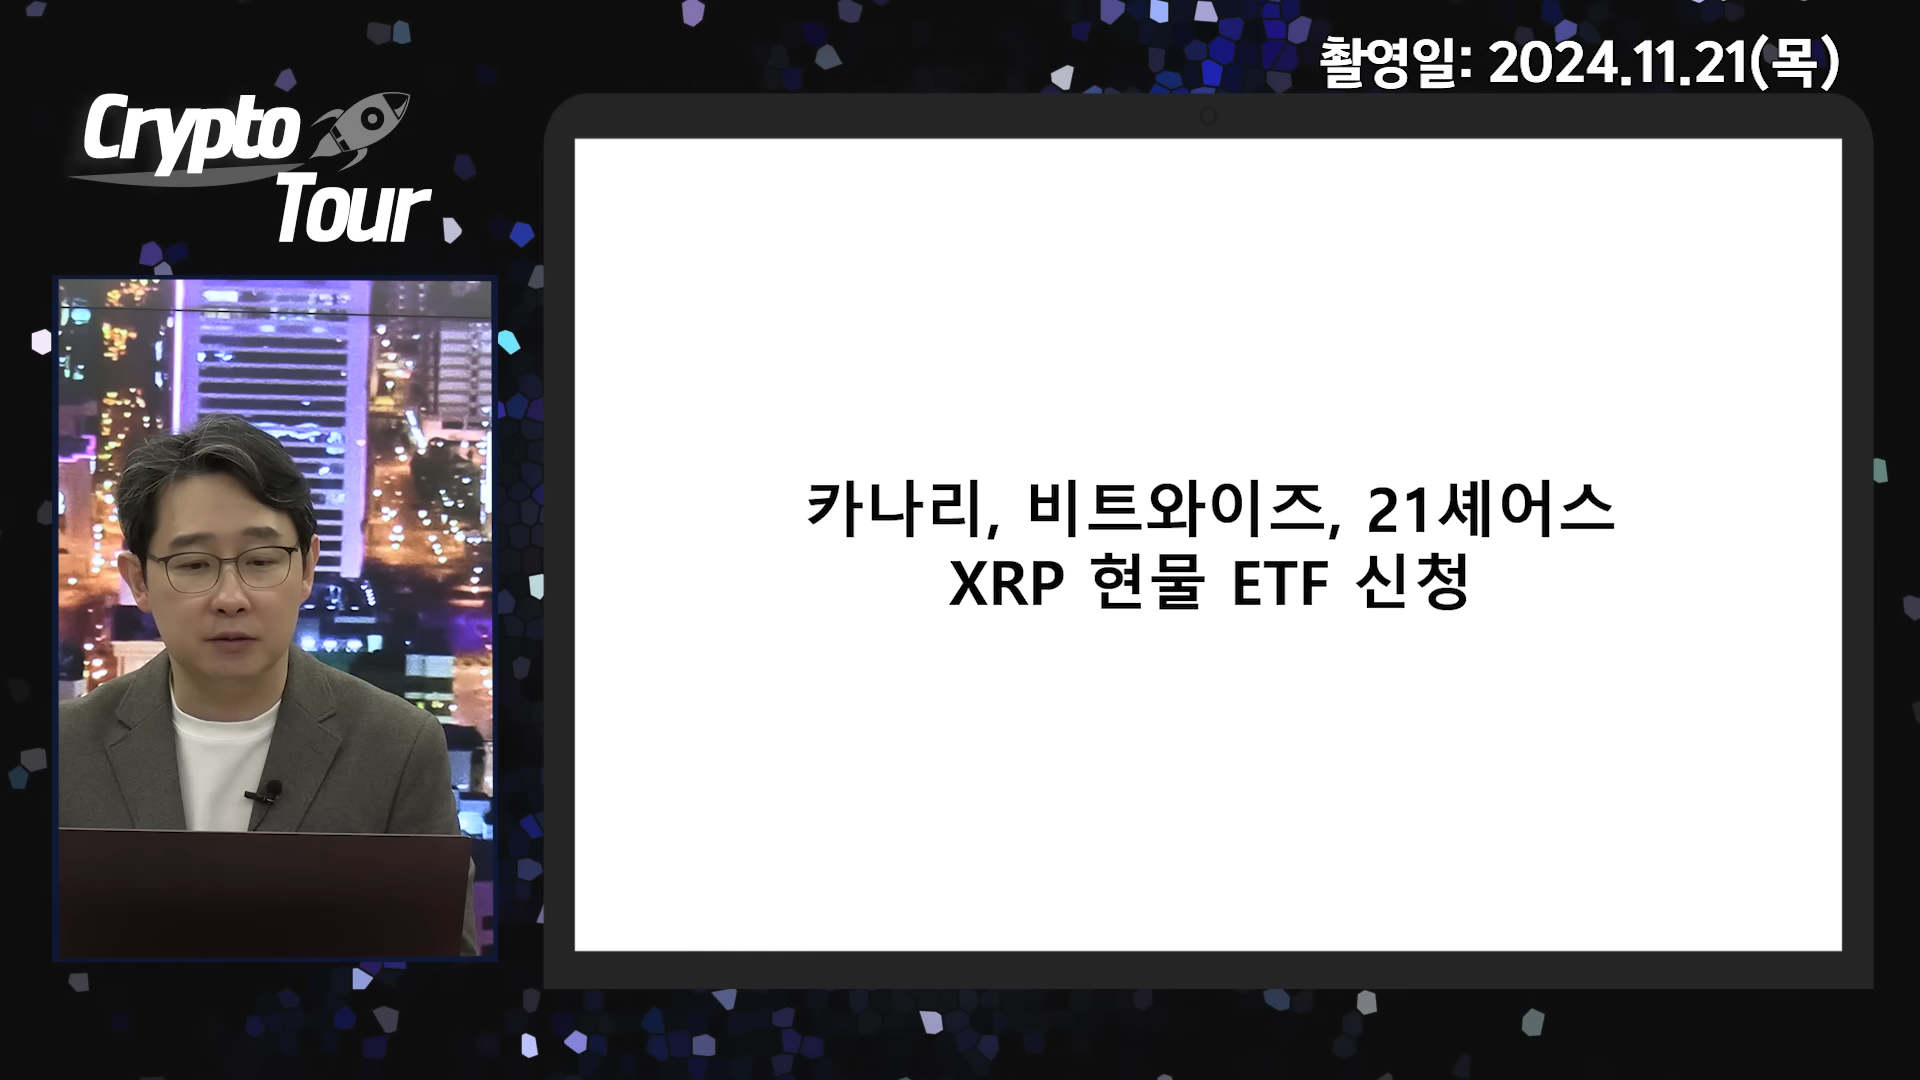 촬영일: 2024.11.21(목)
Crypto
Tour
카나리, 비트와이즈, 21셰어스
XRP 현물 ETF 신청